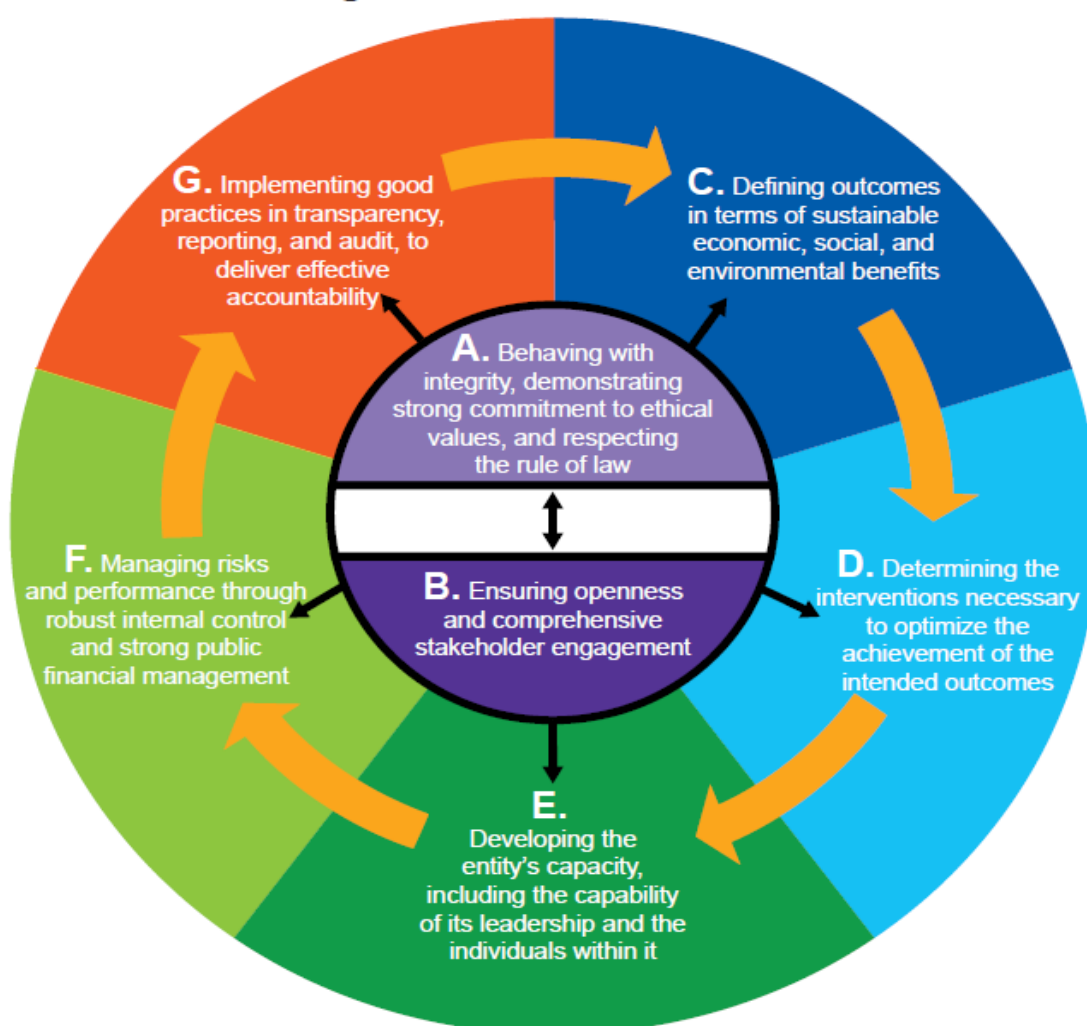 A. Behaving with
integrity, demonstrating
strong commitment to ethical
values, and respecting
the rule of law
B. Ensuring openness
and comprehensive
stakeholder engagement
C. Defining outcomes
in terms of sustainable
economic, social, and
environmental benefits
D. Determining the
interventions necessary
to optimize the
achievement of the
intended outcomes
E.
Developing the
entity's capacity,
including the capability
of its leadership and the
individuals within it
F. Managing risks
and performance through
robust internal control
and strong public
financial management
G. Implementing good
practices in transparency,
reporting, and audit, to
deliver effective
accountability